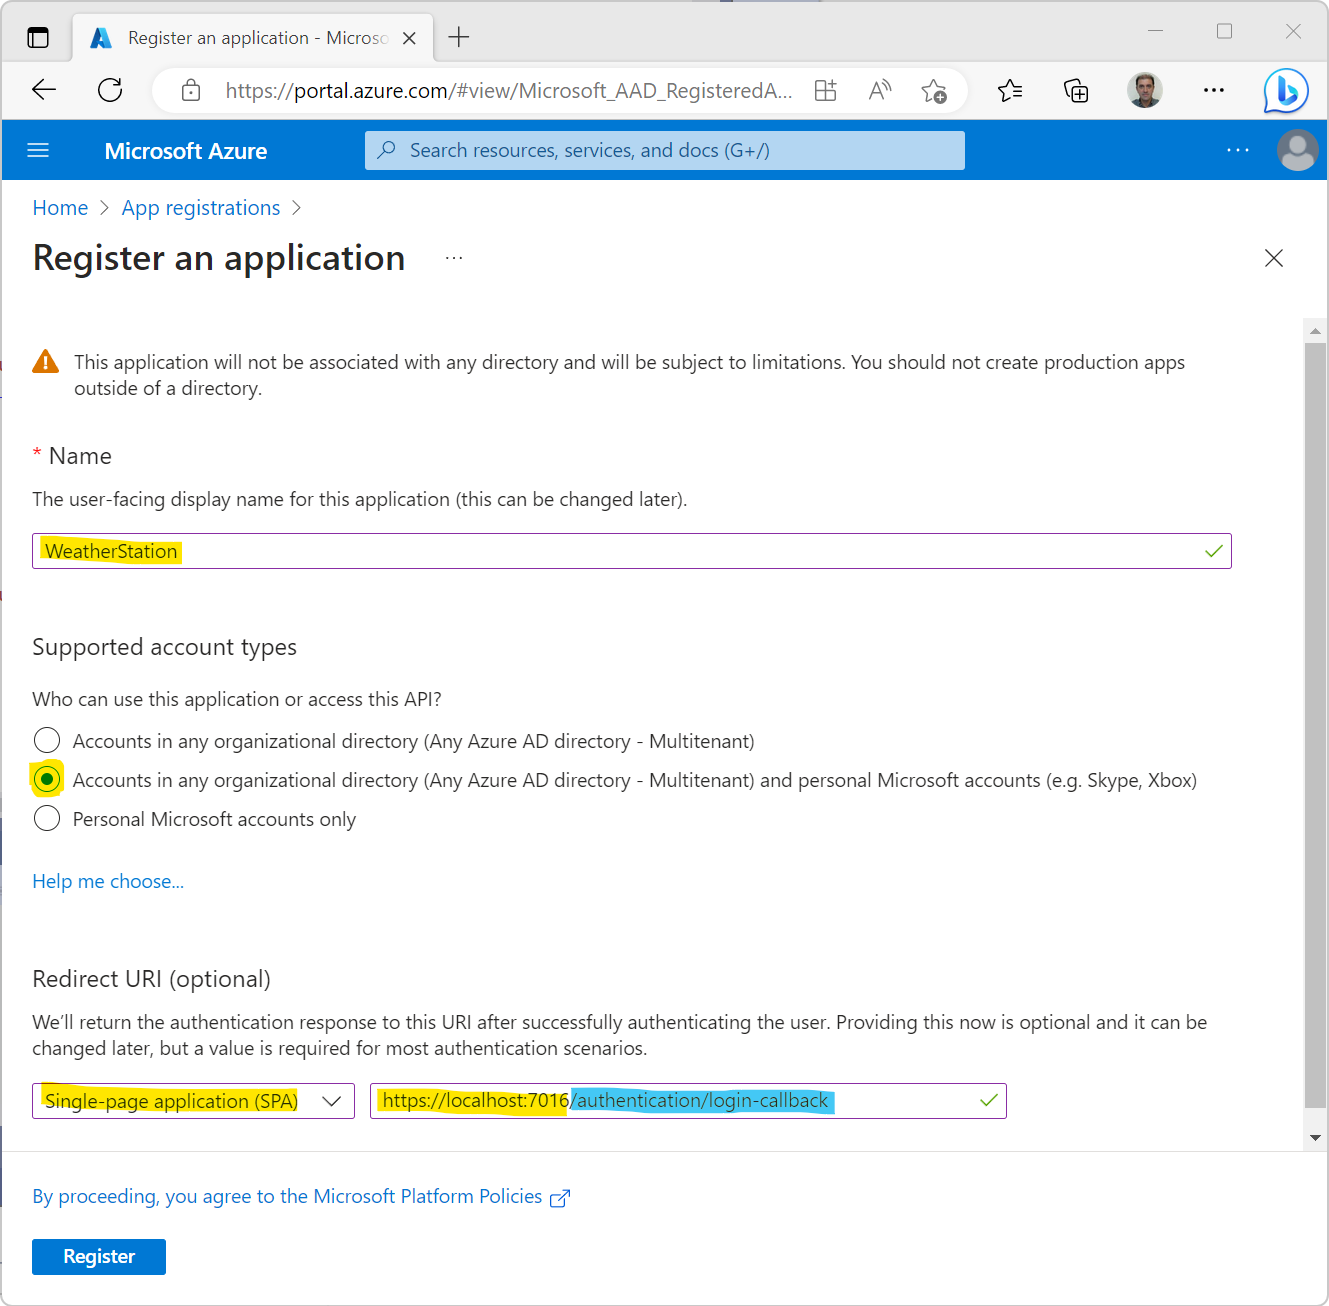 Register an application - Microso
https://portal.azure.com/#view/Microsoft_AAD_RegisteredA...
Microsoft Azure
Search resources, services, and docs (G+/)
Home > App registrations >
Register an application ...
This application will not be associated with any directory and will be subject to limitations. You should not create production apps
outside of a directory.
* Name
The user-facing display name for this application (this can be changed later).
WeatherStation
Supported account types
Who can use this application or access this API?
Accounts in any organizational directory (Any Azure AD directory - Multitenant)
Accounts in any organizational directory (Any Azure AD directory - Multitenant) and personal Microsoft accounts (e.g. Skype, Xbox)
Personal Microsoft accounts only
Help me choose...
Redirect URI (optional)
We'll return the authentication response to this URI after successfully authenticating the user. Providing this now is optional and it can be
changed later, but a value is required for most authentication scenarios.
Single-page application (SPA) https://localhost:7016/authentication/login-callback
By proceeding, you agree to the Microsoft Platform Policies
Register